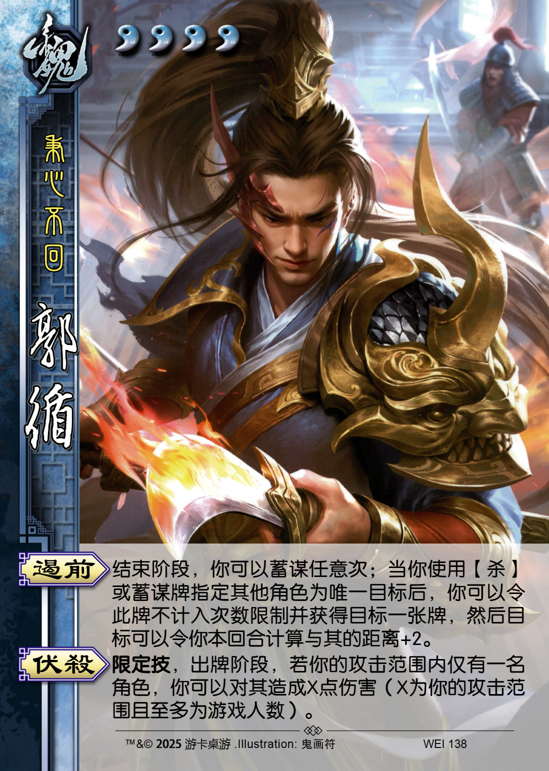 魏
秉心不回
郭循
遏前
结束阶段，你可以蓄谋任意次；当你使用【杀】
或蓄谋牌指定其他角色为唯一目标后，你可以令
此牌不计入次数限制并获得目标一张牌，然后目
标可以令你本回合计算与其的距离+2。
伏殺
限定技，出牌阶段，若你的攻击范围内仅有一名
角色，你可以对其造成X点伤害（X为你的攻击范
围且至多为游戏人数）。
™&© 2025 游卡桌游 .Illustration: 鬼画符 WEI 138